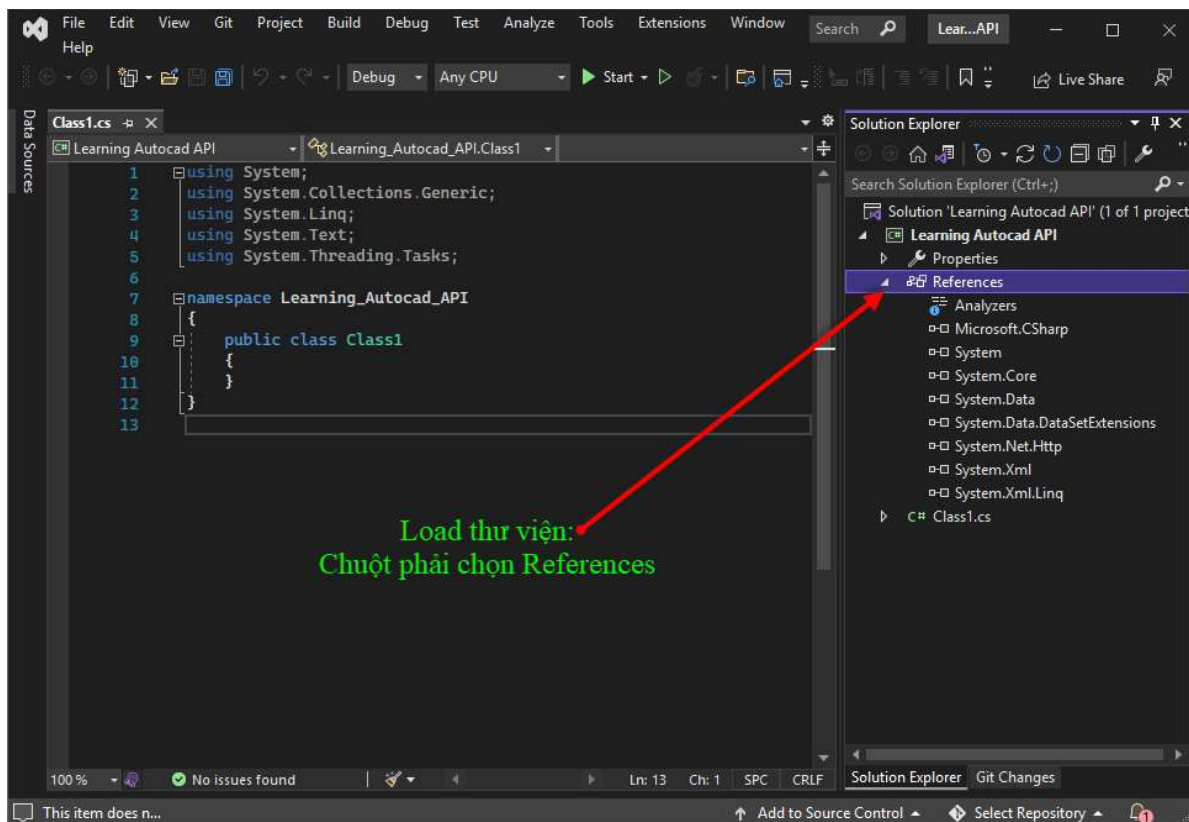 File Edit View Git Project Build Debug Test Analyze Tools Extensions Window Search Lear...API
Help
Debug Any CPU Start Live Share
Data Sources
Class1.cs
Learning Autocad API Learning_Autocad_API.Class1
1 using System;
2 using System.Collections.Generic;
3 using System.Linq;
4 using System.Text;
5 using System.Threading.Tasks;
6
7 namespace Learning_Autocad_API
8 {
9 public class Class1
10 {
11 }
12 }
13
Load thư viện:
Chuột phải chọn References
100 % No issues found Ln: 13 Ch: 1 SPC CRLF
Solution Explorer
Search Solution Explorer (Ctrl+;)
Solution 'Learning Autocad API' (1 of 1 project
C# Learning Autocad API
Properties
References
Analyzers
Microsoft.CSharp
System
System.Core
System.Data
System.Data.DataSetExtensions
System.Net.Http
System.Xml
System.Xml.Linq
C# Class1.cs
Solution Explorer Git Changes
This item does n... Add to Source Control Select Repository 1